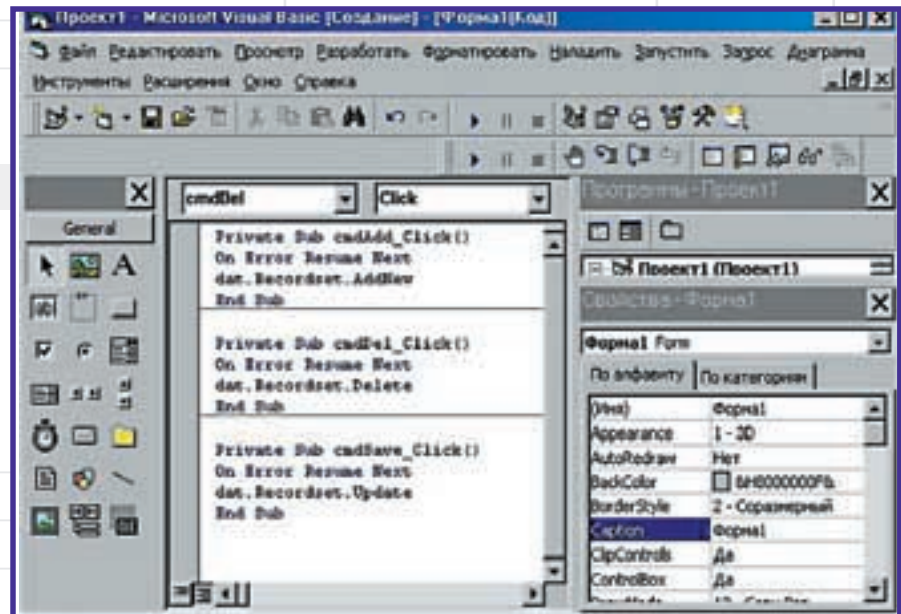 Проект1 - Microsoft Visual Basic [Создание] - [Форма1[Код]]
Файл Редактировать Просмотр Разработать Форматировать Наладить Запустить Запрос Диаграмма
Инструменты Расширения Окно Справка
cmdDel Click
General
Private Sub cmdAdd_Click()
On Error Resume Next
dat.Recordset.AddNew
End Sub
Private Sub cmdDel_Click()
On Error Resume Next
dat.Recordset.Delete
End Sub
Private Sub cmdSave_Click()
On Error Resume Next
dat.Recordset.Update
End Sub
Программы - Проект1
Проект1 (Проект1)
Свойства - Форма1
Форма1 Form
По алфавиту По категориям
(Имя) Форма1
Appearance 1 - 3D
AutoRedraw Нет
BackColor &H8000000F&
BorderStyle 2 - Соразмерный
Caption Форма1
ClipControls Да
ControlBox Да